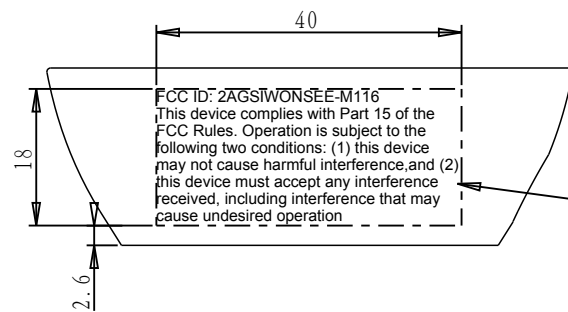 40
FCC ID: 2AGSIWONSEE-M116
This device complies with Part 15 of the
FCC Rules. Operation is subject to the
following two conditions: (1) this device
may not cause harmful interference,and (2)
this device must accept any interference
received, including interference that may
cause undesired operation
18
2.6